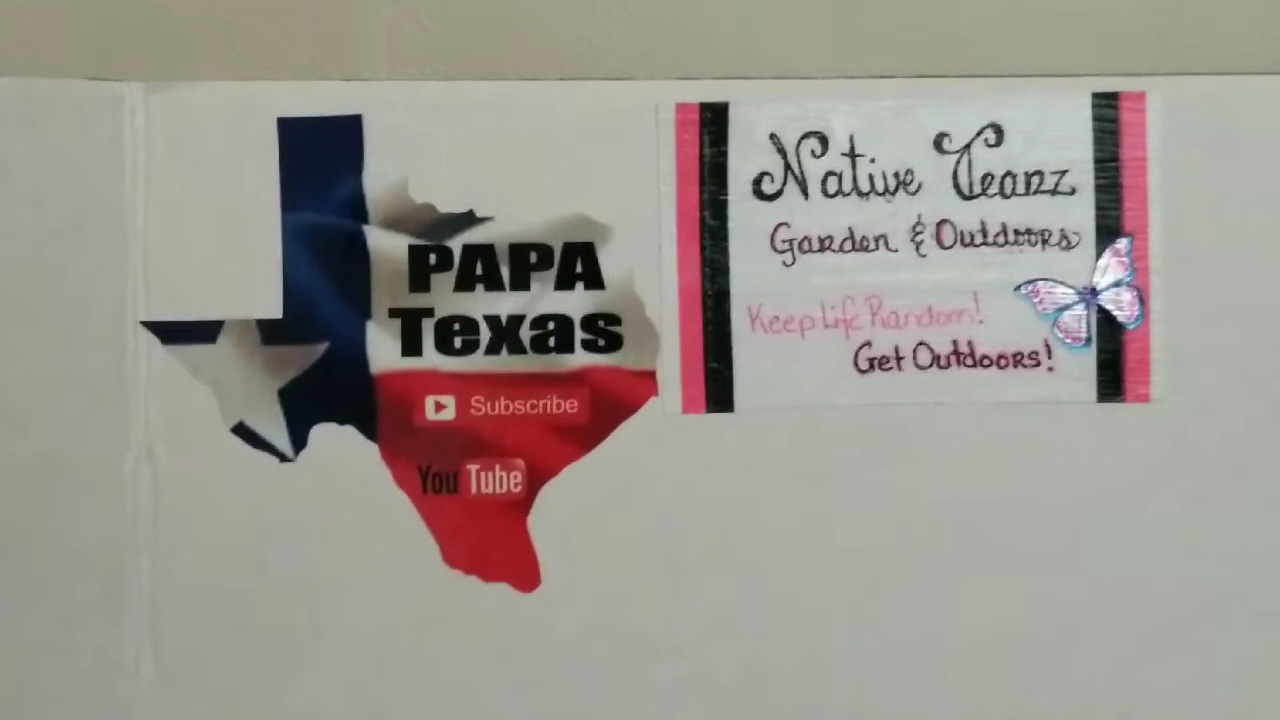 PAPA
Texas
Subscribe
YouTube
Native Teanz
Garden & Outdoors
Keep Life Random!
Get Outdoors!